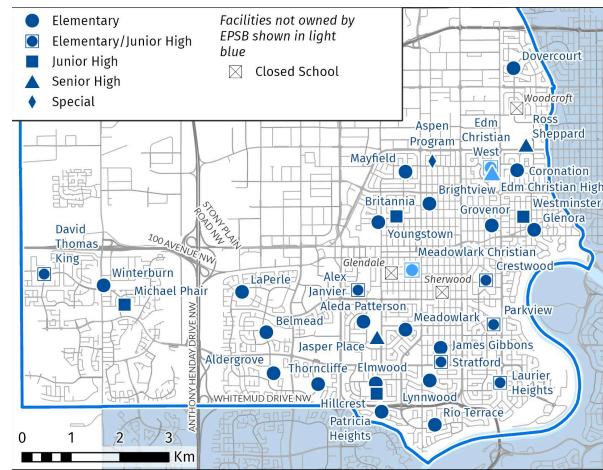 Elementary
Elementary/Junior High
Junior High
Senior High
Special
Facilities not owned by
EPSB shown in light
blue
Closed School
Dovercourt
Woodcroft
Ross
Sheppard
Edm
Christian
West
Aspen
Program
Mayfield
Coronation
Brightview
Edm Christian High
Britannia
Grovenor
Westminster
Glenora
Youngstown
STONY PLAIN
ROAD NW
100 AVENUE NW
David
Thomas
King
Winterburn
Michael Phair
Glendale
Meadowlark Christian
Crestwood
Sherwood
LaPerle
Alex
Janvier
Aleda Patterson
Meadowlark
Parkview
Belmead
Jasper Place
James Gibbons
Stratford
Aldergrove
Thorncliffe
Elmwood
Laurier
Heights
Lynnwood
ANTHONY HENDAY DRIVE NW
WHITEMUD DRIVE NW
Hillcrest
Patricia
Heights
Rio Terrace
0 1 2 3
Km